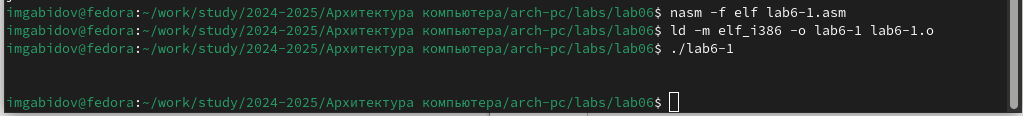 imgabidov@fedora:~/work/study/2024-2025/Архитектура компьютера/arch-pc/labs/lab06$ nasm -f elf lab6-1.asm
imgabidov@fedora:~/work/study/2024-2025/Архитектура компьютера/arch-pc/labs/lab06$ ld -m elf_i386 -o lab6-1 lab6-1.o
imgabidov@fedora:~/work/study/2024-2025/Архитектура компьютера/arch-pc/labs/lab06$ ./lab6-1
imgabidov@fedora:~/work/study/2024-2025/Архитектура компьютера/arch-pc/labs/lab06$